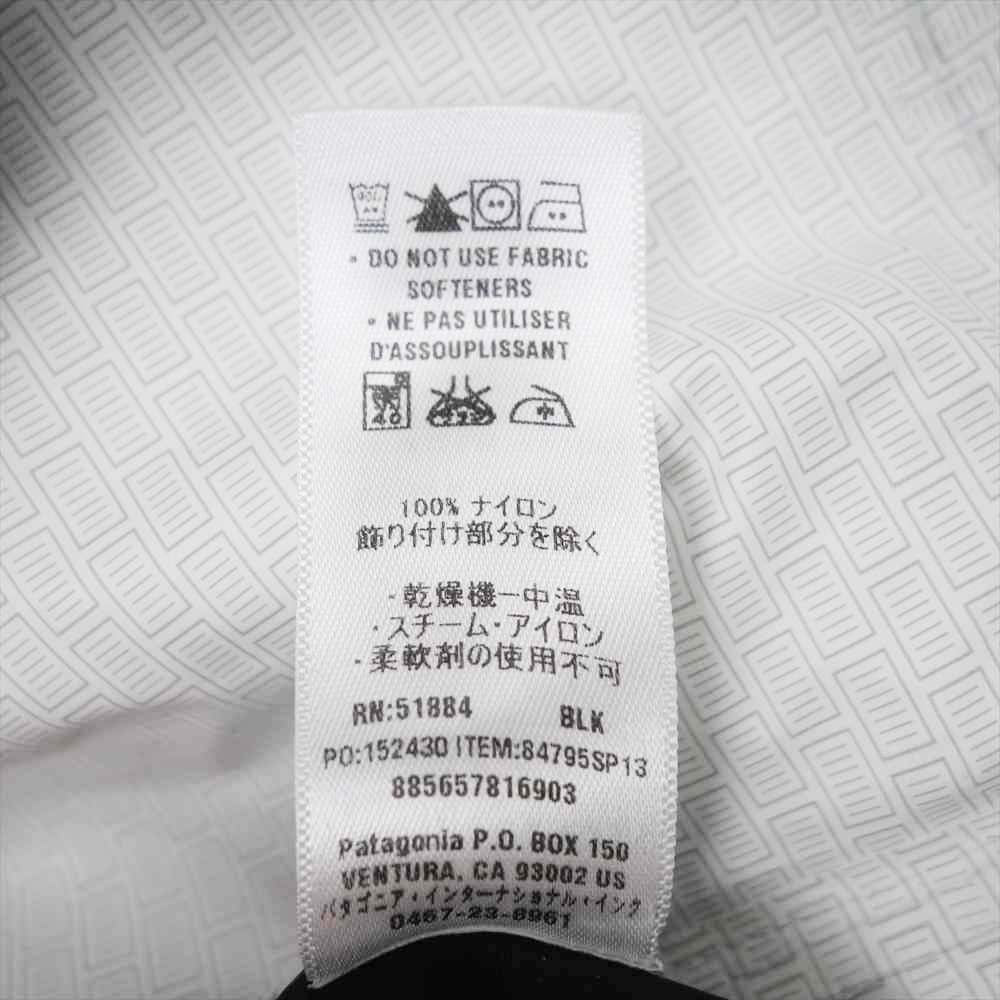 • DO NOT USE FABRIC
SOFTENERS
• NE PAS UTILISER
D'ASSOUPLISSANT
40
中
100% ナイロン
飾り付け部分を除く
・乾燥機ー中温
・スチーム・アイロン
・柔軟剤の使用不可
RN:51884 BLK
PO:152430 ITEM:84795SP13
885657816903
Patagonia P.O. BOX 150
VENTURA, CA 93002 US
パタゴニア・インターナショナル・インク
0467-23-8961